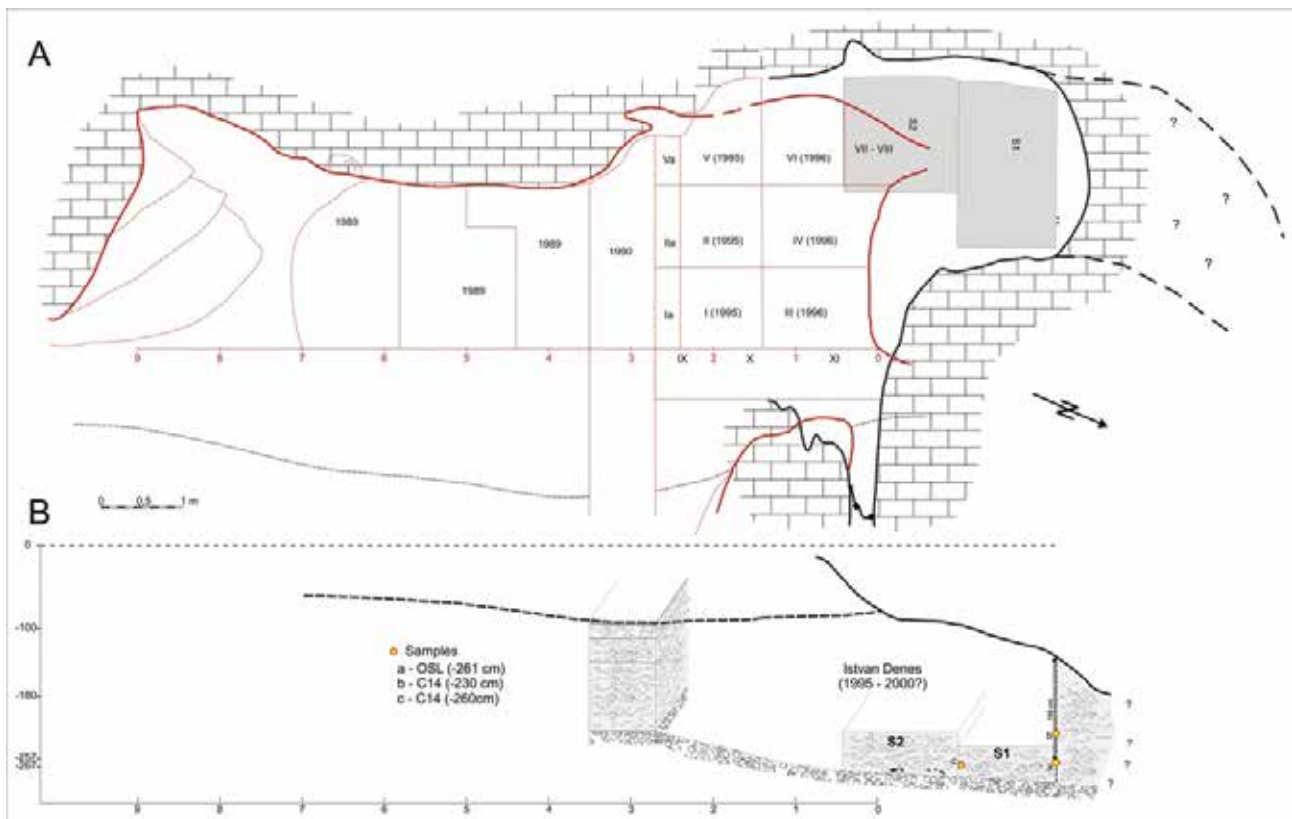 A
S2
S1
VII - VIII
Va
V (1995)
VI (1996)
?
?
?
?
?
1989
1989
1990
IIa
II (1995)
IV (1996)
1989
Ia
I (1995)
III (1996)
9
8
7
6
5
4
3
IX
2
X
1
XI
0
N
0
0.5
1 m
B
0
-100
Samples
a - OSL (-261 cm)
b - C14 (-230 cm)
c - C14 (-260cm)
Istvan Denes
(1995 - 2000?)
-180
?
?
?
S2
S1
9
8
7
6
5
4
3
2
1
0